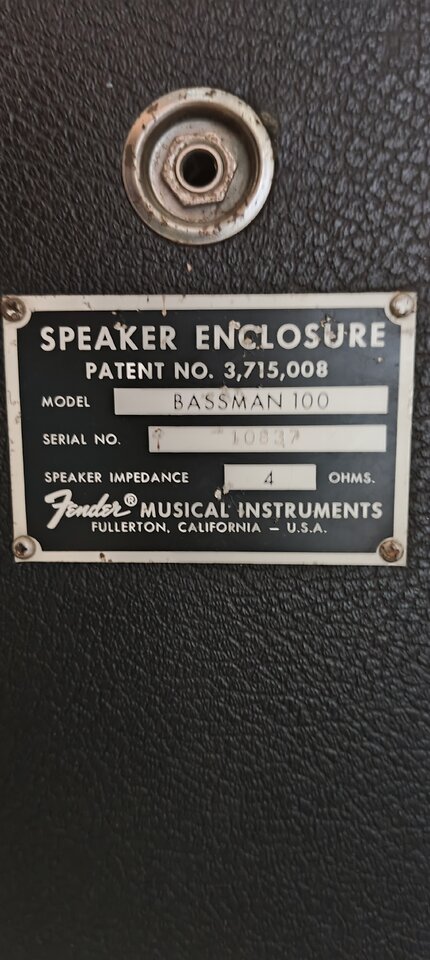 SPEAKER ENCLOSURE
PATENT NO. 3,715,008
MODEL BASSMAN 100
SERIAL NO. 10837
SPEAKER IMPEDANCE 4 OHMS.
Fender® MUSICAL INSTRUMENTS
FULLERTON, CALIFORNIA – U.S.A.